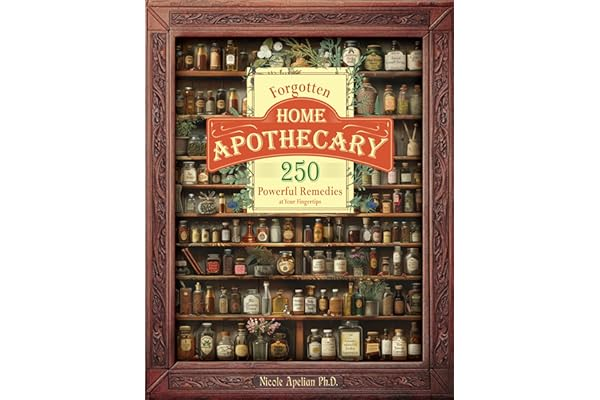 Forgotten
HOME
APOTHECARY
250
Powerful Remedies
at Your Fingertips
Nicole Apelian Ph.D.